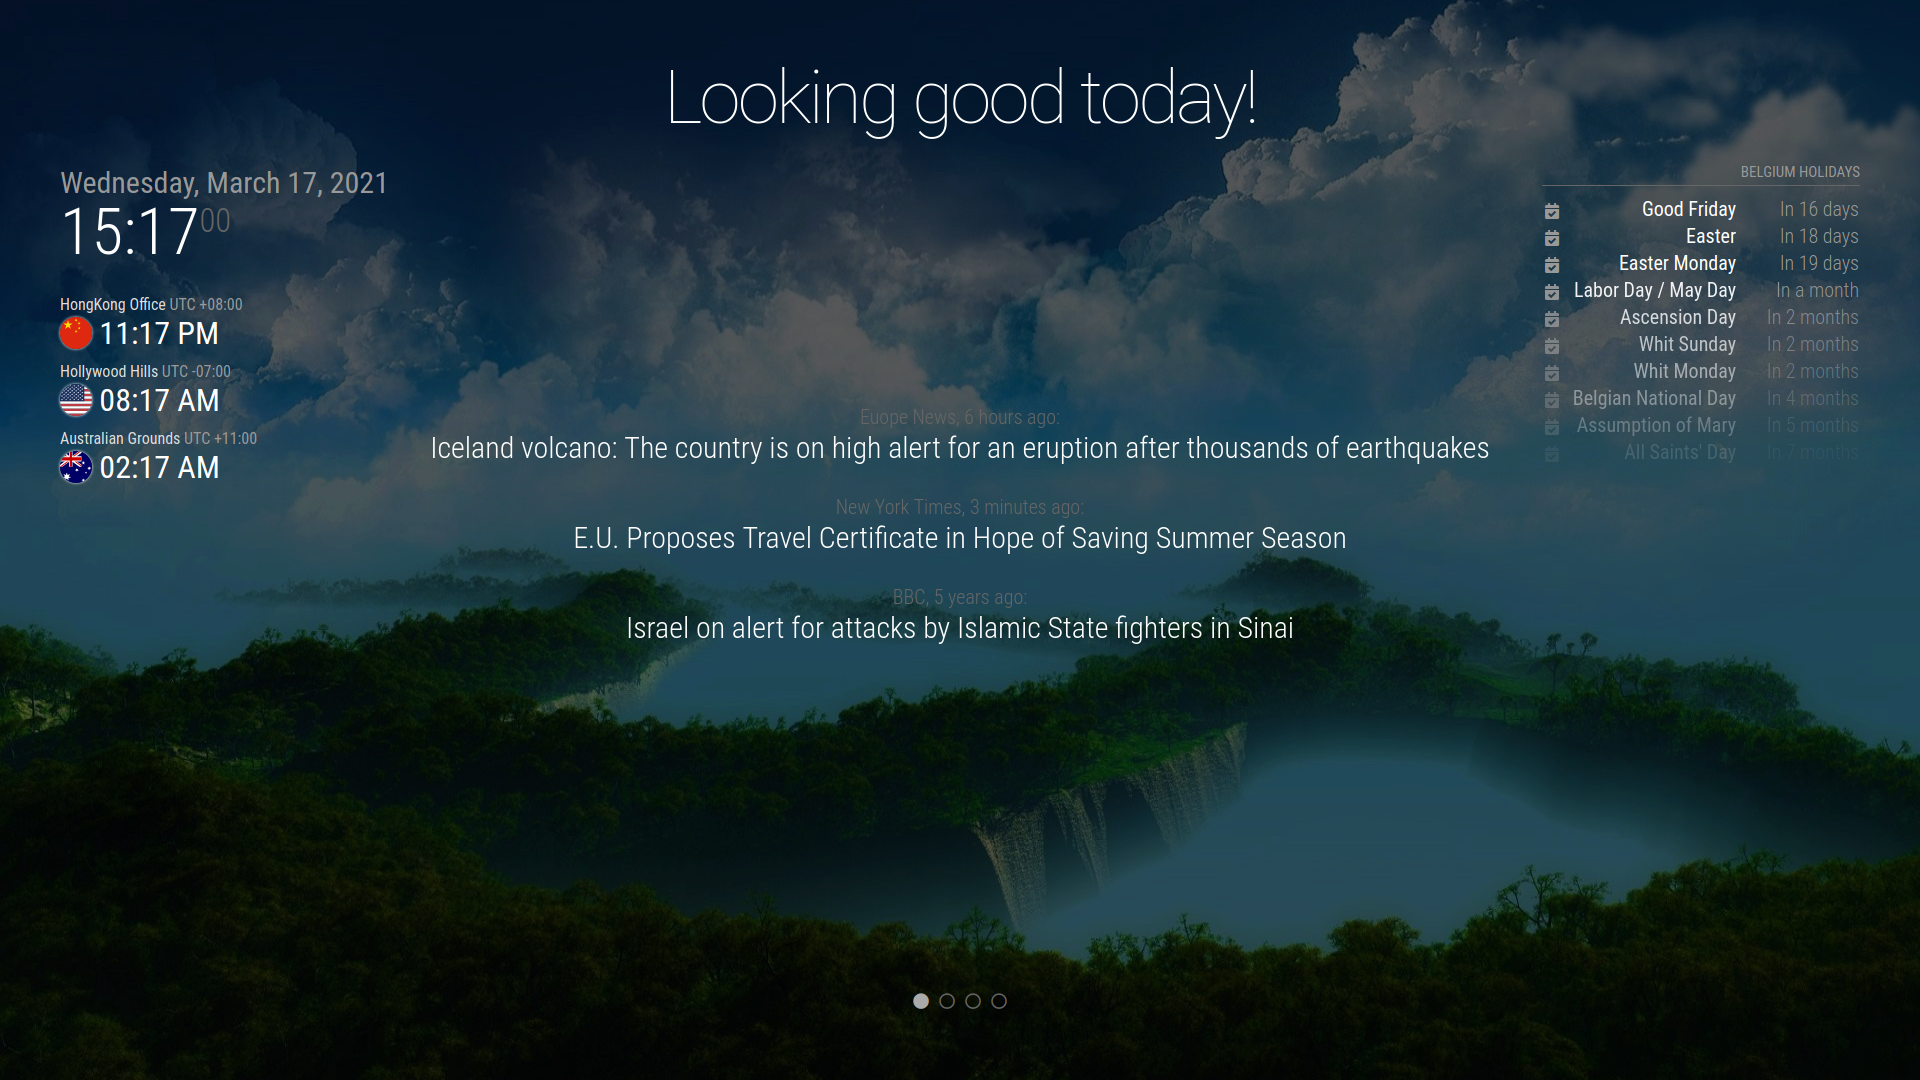 Looking good today!
Wednesday, March 17, 2021
15:17 00
HongKong Office UTC +08:00
11:17 PM
Hollywood Hills UTC -07:00
08:17 AM
Australian Grounds UTC +11:00
02:17 AM
Euope News, 6 hours ago:
Iceland volcano: The country is on high alert for an eruption after thousands of earthquakes
New York Times, 3 minutes ago:
E.U. Proposes Travel Certificate in Hope of Saving Summer Season
BBC, 5 years ago:
Israel on alert for attacks by Islamic State fighters in Sinai
BELGIUM HOLIDAYS
Good Friday In 16 days
Easter In 18 days
Easter Monday In 19 days
Labor Day / May Day In a month
Ascension Day In 2 months
Whit Sunday In 2 months
Whit Monday In 2 months
Belgian National Day In 4 months
Assumption of Mary In 5 months
All Saints' Day In 7 months